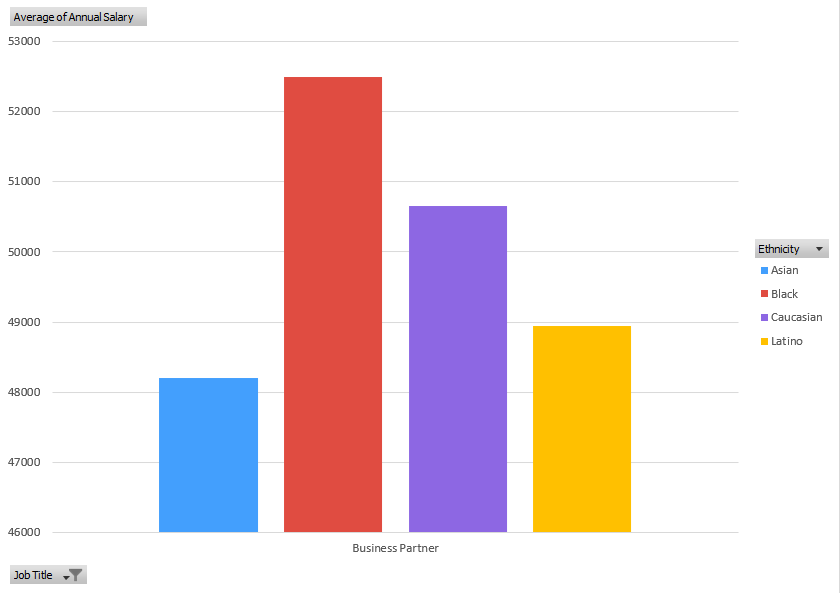 Average of Annual Salary
53000
52000
51000
50000
49000
48000
47000
46000
Business Partner
Ethnicity
Asian
Black
Caucasian
Latino
Job Title